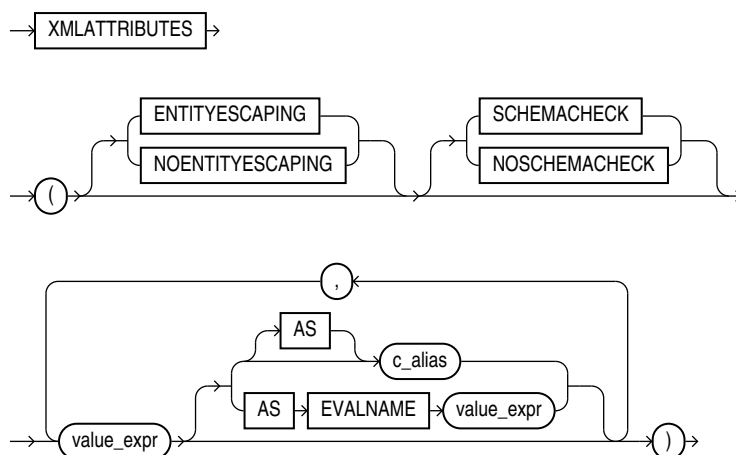 XMLATTRIBUTES
ENTITYESCAPING SCHEMACHECK
NOENTITYESCAPING NOSCHEMACHECK
(
,
AS
c_alias
AS EVALNAME value_expr
value_expr )